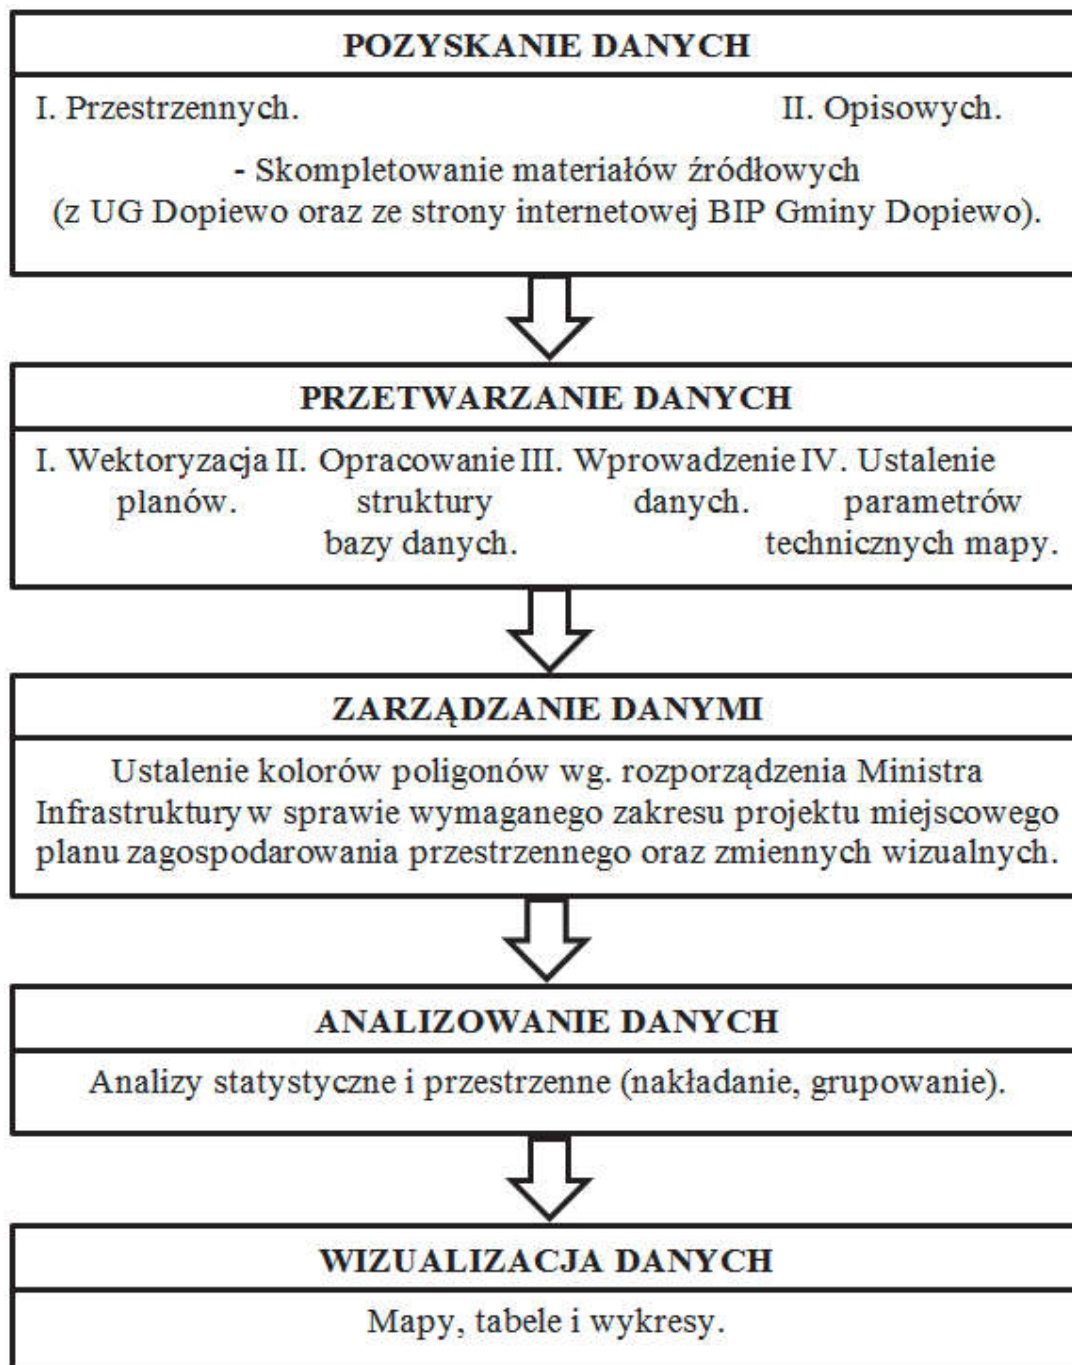 POZYSKANIE DANYCH
I. Przestrzennych. II. Opisowych.
- Skompletowanie materiałów źródłowych
(z UG Dopiewo oraz ze strony internetowej BIP Gminy Dopiewo).
PRZETWARZANIE DANYCH
I. Wektoryzacja II. Opracowanie III. Wprowadzenie IV. Ustalenie
planów. struktury danych. parametrów
bazy danych. technicznych mapy.
ZARZĄDZANIE DANYMI
Ustalenie kolorów poligonów wg. rozporządzenia Ministra
Infrastruktury w sprawie wymaganego zakresu projektu miejscowego
planu zagospodarowania przestrzennego oraz zmiennych wizualnych.
ANALIZOWANIE DANYCH
Analizy statystyczne i przestrzenne (nakładanie, grupowanie).
WIZUALIZACJA DANYCH
Mapy, tabele i wykresy.